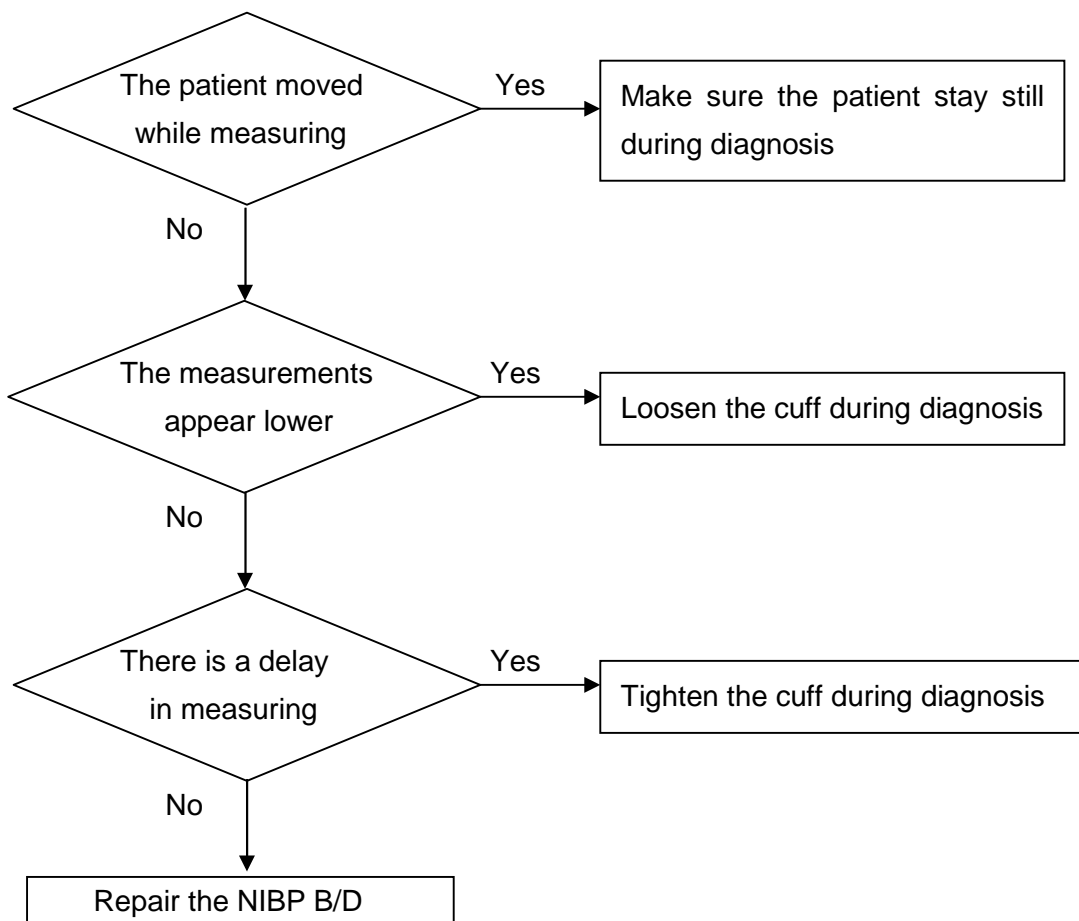 The patient moved
while measuring
Yes
Make sure the patient stay still
during diagnosis
No
The measurements
appear lower
Yes
Loosen the cuff during diagnosis
No
There is a delay
in measuring
Yes
Tighten the cuff during diagnosis
No
Repair the NIBP B/D